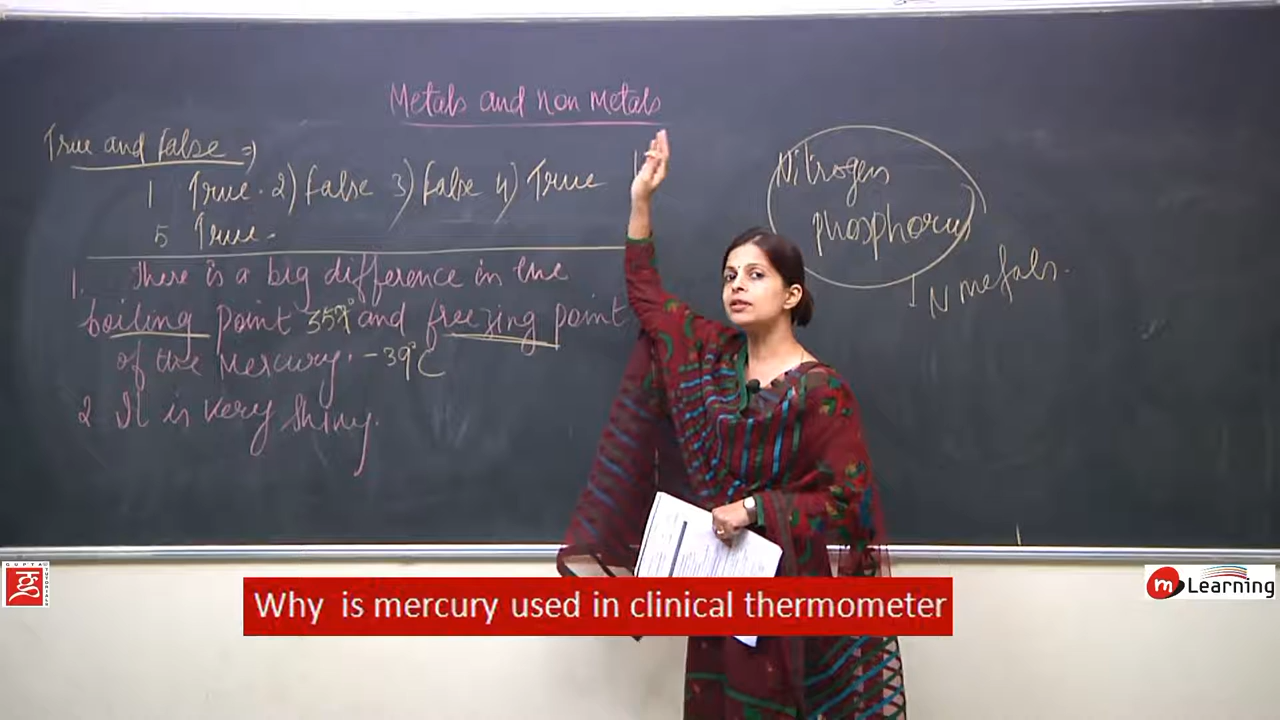 Metals and non Metals
True and false ⇒
1 True. 2) false 3) false 4) True
5 True.
1. There is a big difference in the
boiling point 357° and freezing point
of the Mercury. -39°C
2 It is very shiny.
Nitrogen
phosphorus
N metals.
GUPTA TUTORIALS
m Learning
Why is mercury used in clinical thermometer